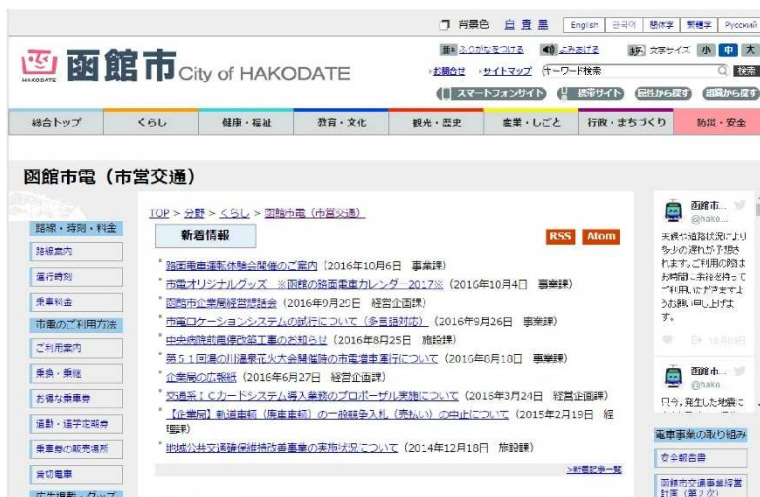 背景色 白 青 黒 English 한국어 簡体字 繁體字 Русский
ふりがなをつける よみあげる 文字サイズ 小 中 大
函館市 City of HAKODATE
HAKODATE
お問合せ サイトマップ キーワード検索 検索
スマートフォンサイト 携帯サイト 属性から探す 組織から探す
総合トップ くらし 健康・福祉 教育・文化 観光・歴史 産業・しごと 行政・まちづくり 防災・安全
函館市電（市営交通）
TOP > 分野 > くらし > 函館市電（市営交通）
路線・時刻・料金
路線案内
運行時刻
乗車料金
市電のご利用方法
ご利用案内
乗換・乗継
お得な乗車券
通勤・通学定期券
乗車券の販売場所
貸切電車
新着情報 RSS Atom
路面電車運転体験会開催のご案内（2016年10月6日 事業課）
市電オリジナルグッズ ※函館の路面電車カレンダー2017※（2016年10月4日 事業課）
函館市企業局経営懇話会（2016年9月29日 経営企画課）
市電ロケーションシステムの試行について（多言語対応）（2016年9月26日 事業課）
中央病院前電停改築工事のお知らせ（2016年8月25日 施設課）
第５１回湯の川温泉花火大会開催時の市電増車運行について（2016年8月18日 事業課）
企業局の広報紙（2016年6月27日 経営企画課）
交通系ＩＣカードシステム導入業務のプロポーザル実施について（2016年3月24日 経営企画課）
【企業局】軌道車輌（廃車車輌）の一般競争入札（売払い）の中止について（2015年2月19日 経
理課）
地域公共交通確保維持改善事業の実施状況について（2014年12月18日 施設課）
>新着記事一覧
函館市...
@hako...
天候や道路状況により
多少の遅れが予想さ
れます。ご利用の際は
お時間に余裕を持って
ご利用いただきますよ
うお願い申し上げま
す。
函館市...
@hako...
只今、発生した地震に
電車事業の取り組み
安全報告書
函館市交通事業経営
計画（第２次）